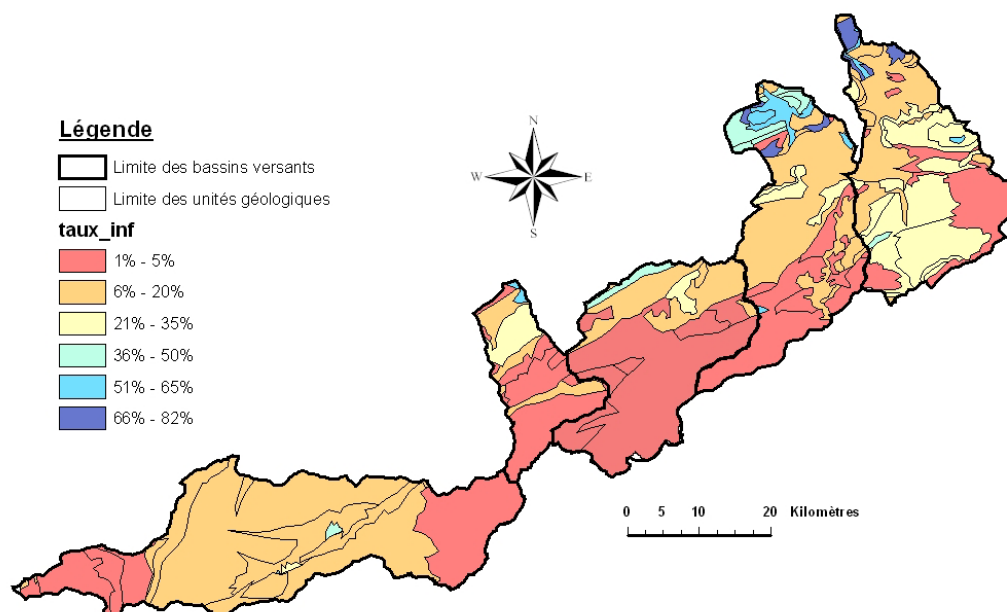 Légende
Limite des bassins versants
Limite des unités géologiques
taux_inf
1% - 5%
6% - 20%
21% - 35%
36% - 50%
51% - 65%
66% - 82%
N
W E
S
0 5 10 20 Kilomètres